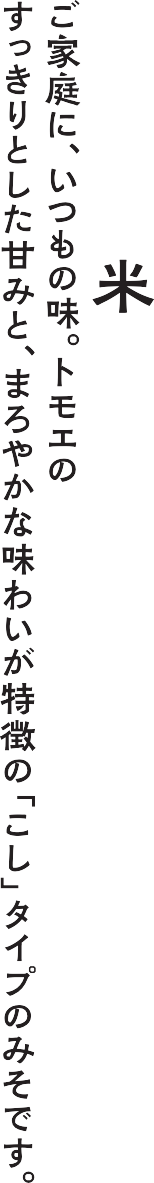 米
ご家庭に、いつもの味。トモエの
すっきりとした甘みと、まろやかな味わいが特徴の「こし」タイプのみそです。